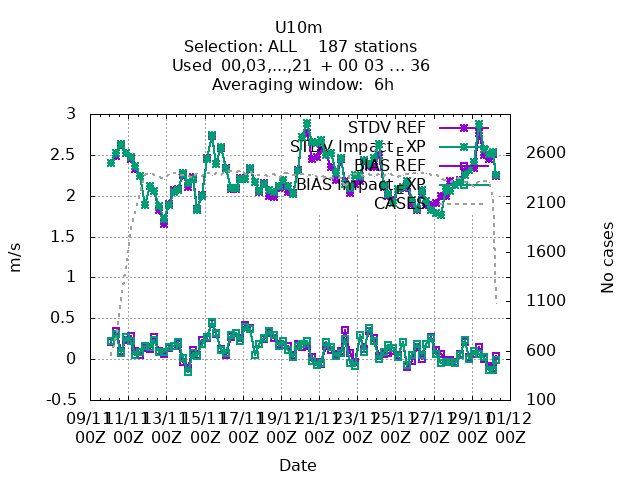 U10m
Selection: ALL 187 stations
Used 00,03,...,21 + 00 03 ... 36
Averaging window: 6h
STDV REF
STDV Impact_EXP
BIAS REF
BIAS Impact_EXP
CASES
m/s
3
2.5
2
1.5
1
0.5
0
-0.5
No cases
2600
2100
1600
1100
600
100
09/11 11/11 13/11 15/11 17/11 19/11 21/11 23/11 25/11 27/11 29/11 01/12
00Z 00Z 00Z 00Z 00Z 00Z 00Z 00Z 00Z 00Z 00Z 00Z
Date